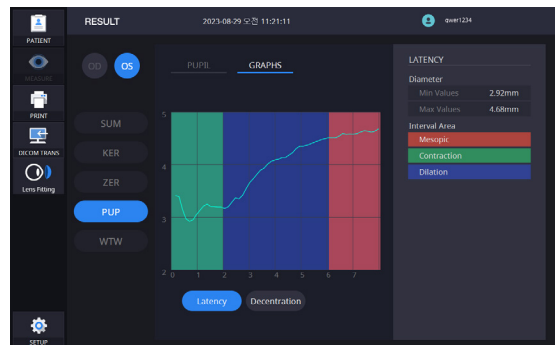 RESULT
2023-08-29 오전 11:21:11
qwer1234
PATIENT
MEASURE
PRINT
DICOM TRANS
Lens Fitting
SETUP
OD
OS
SUM
KER
ZER
PUP
WTW
PUPIL
GRAPHS
5
4
3
2
0 1 2 3 4 5 6 7
Latency
Decentration
LATENCY
Diameter
Min Values 2.92mm
Max Values 4.68mm
Interval Area
Mesopic
Contraction
Dilation